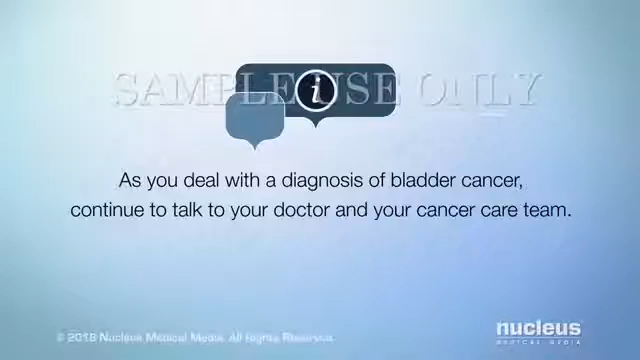 SAMPLE USE ONLY
i
As you deal with a diagnosis of bladder cancer,
continue to talk to your doctor and your cancer care team.
© 2018 Nucleus Medical Media. All Rights Reserved.
nucleus
MEDICAL MEDIA